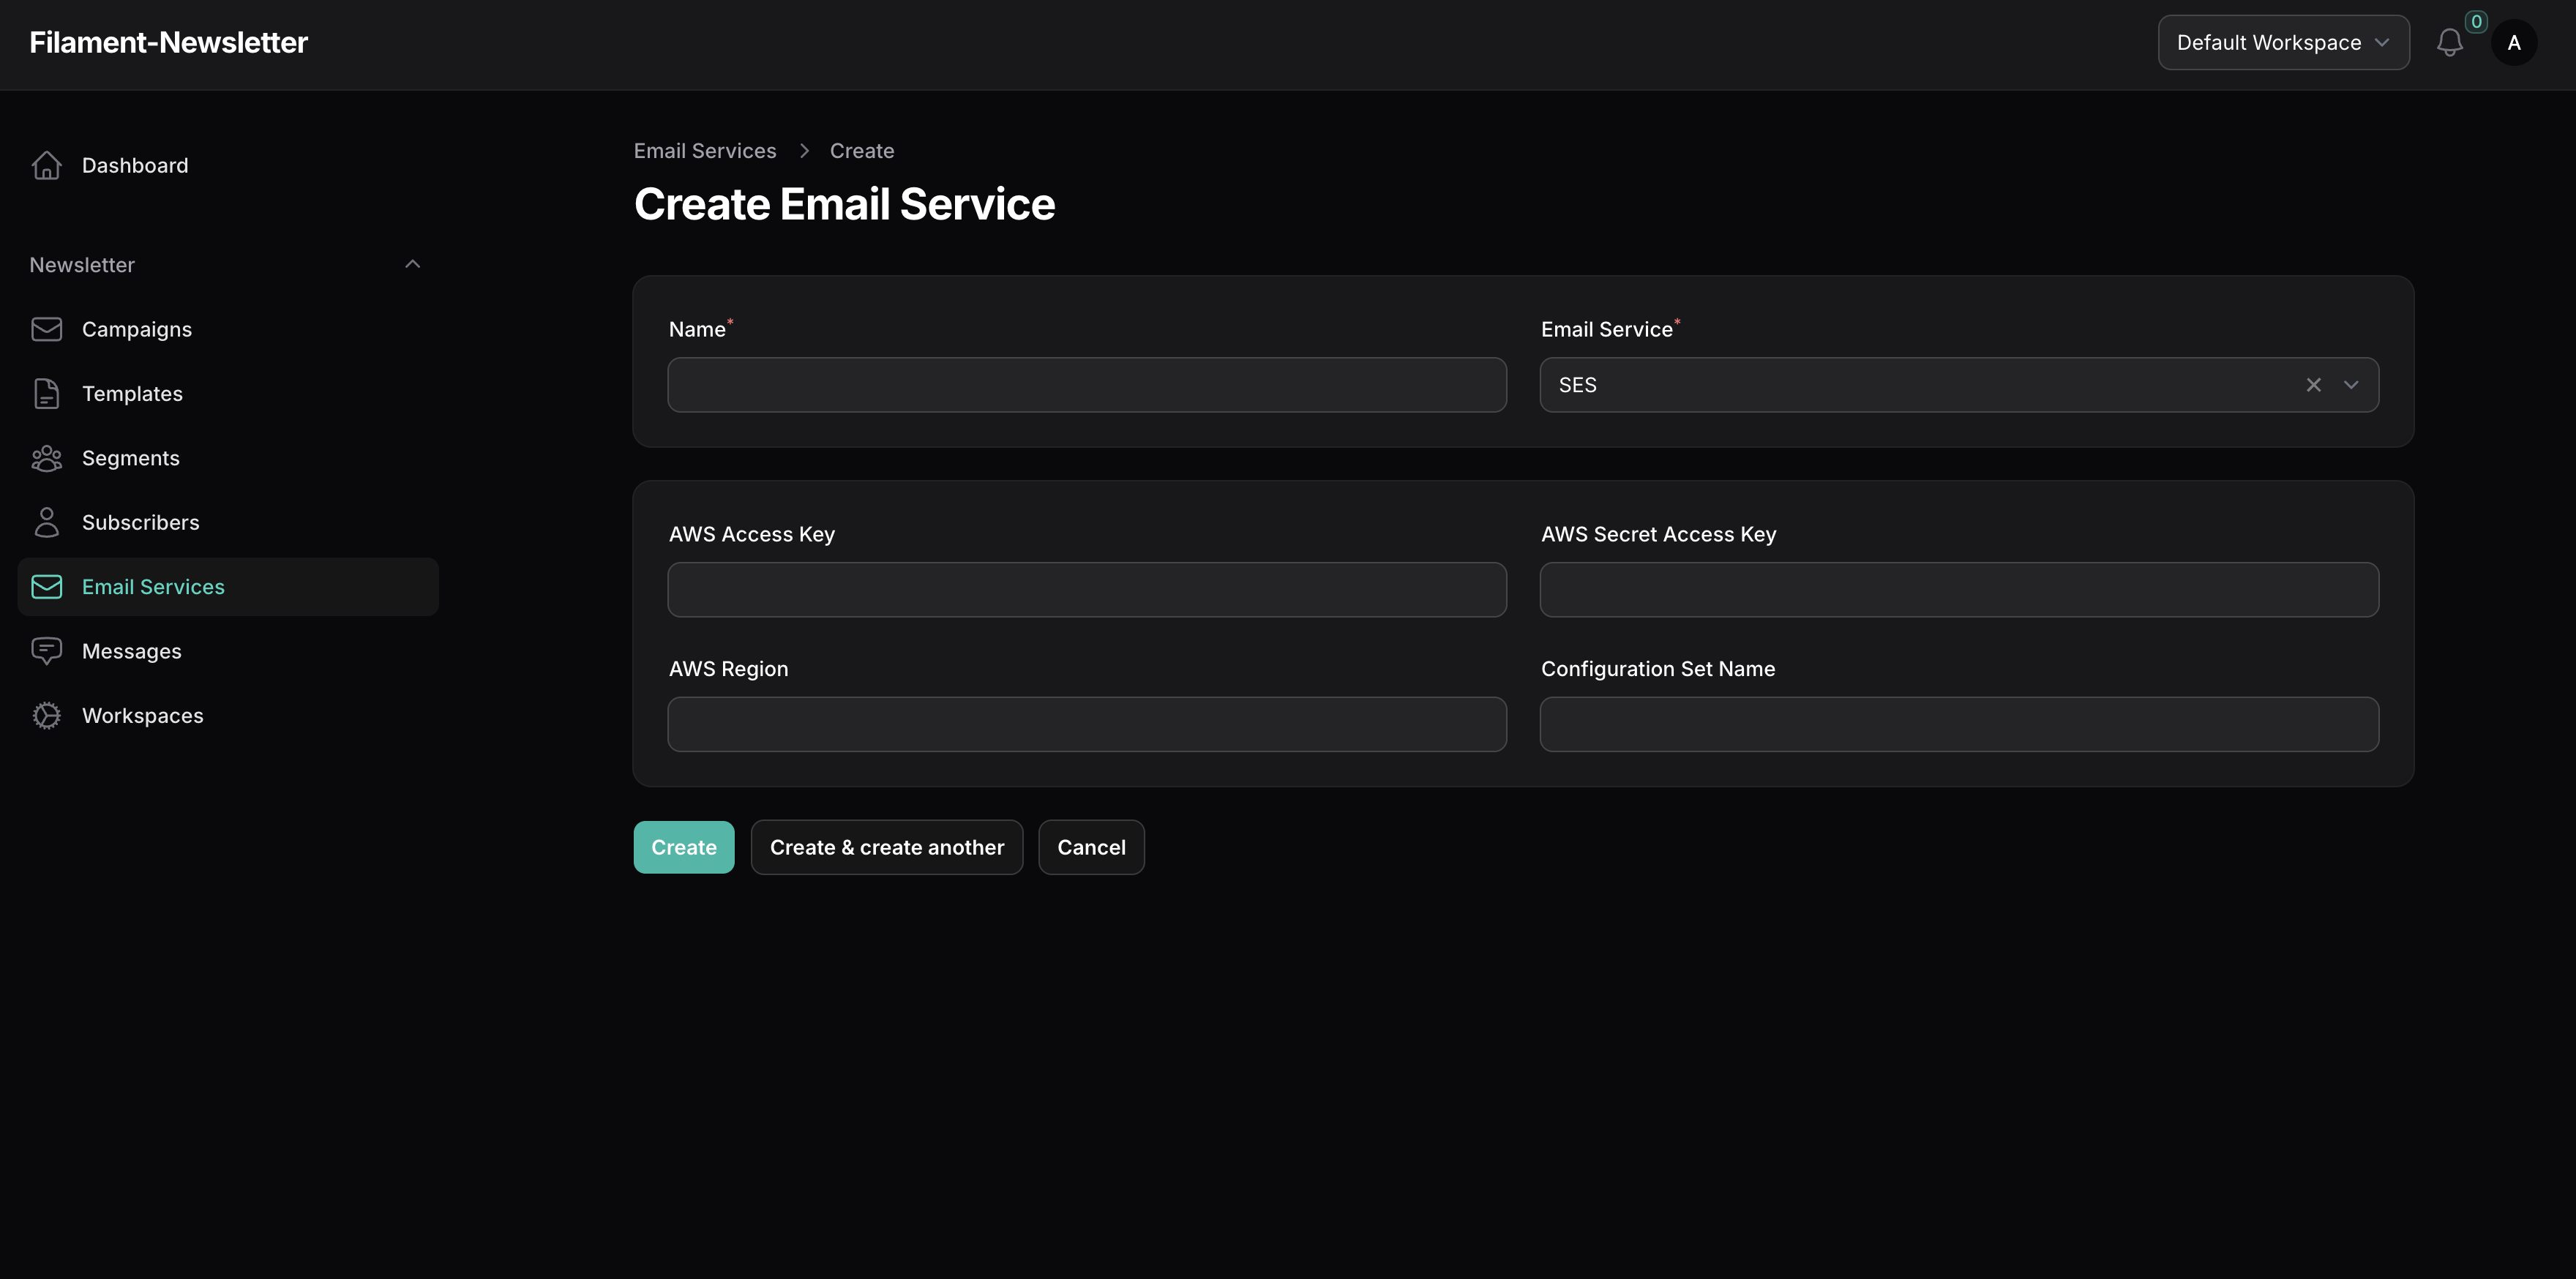 Filament-Newsletter
Default Workspace
0
A
Dashboard
Newsletter
Campaigns
Templates
Segments
Subscribers
Email Services
Messages
Workspaces
Email Services > Create
Create Email Service
Name*
Email Service*
SES
AWS Access Key
AWS Secret Access Key
AWS Region
Configuration Set Name
Create
Create & create another
Cancel